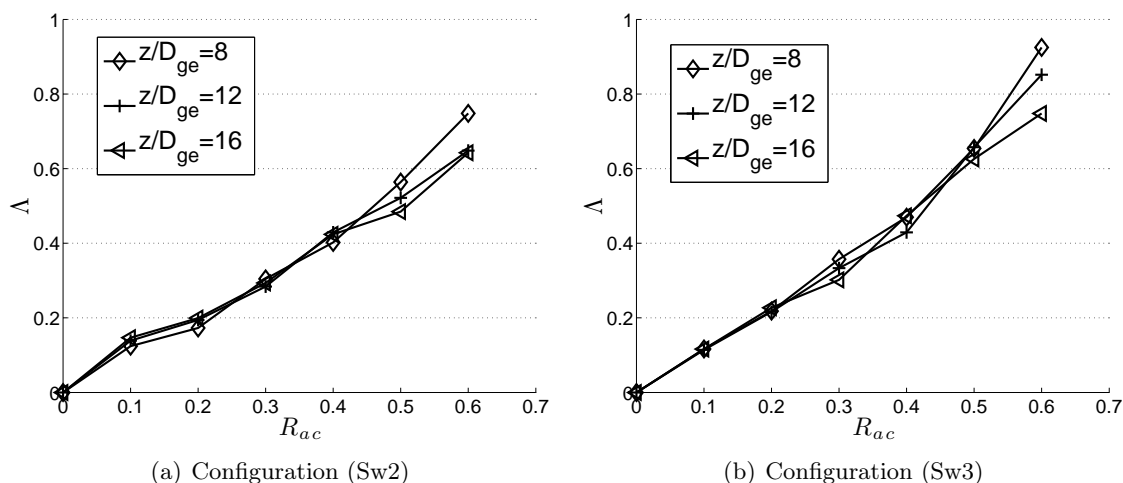 1
0.8
0.6
0.4
0.2
0
Λ
0 0.1 0.2 0.3 0.4 0.5 0.6 0.7
R_ac
z/D_ge=8
z/D_ge=12
z/D_ge=16
(a) Configuration (Sw2)
1
0.8
0.6
0.4
0.2
0
Λ
0 0.1 0.2 0.3 0.4 0.5 0.6 0.7
R_ac
z/D_ge=8
z/D_ge=12
z/D_ge=16
(b) Configuration (Sw3)